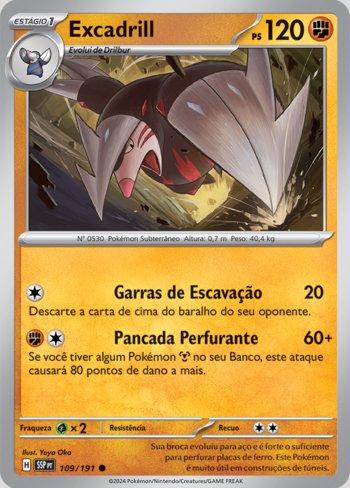 ESTÁGIO 1 Excadrill PS 120
Evolui de Drilbur
Nº 0530 Pokémon Subterrâneo Altura: 0,7 m Peso: 40,4 kg
Garras de Escavação 20
Descarte a carta de cima do baralho do seu oponente.
Pancada Perfurante 60+
Se você tiver algum Pokémon no seu Banco, este ataque
causará 80 pontos de dano a mais.
Fraqueza ×2 Resistência Recuo
Ilust. Yuya Oka
H SSP PT 109/191
Sua broca evoluiu para aço e é forte o suficiente
para perfurar placas de ferro. Este Pokémon
é muito útil em construções de túneis.
©2024 Pokémon/Nintendo/Creatures/GAME FREAK